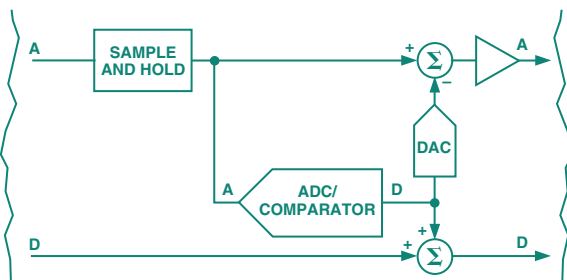 A
SAMPLE
AND HOLD
+
Σ
−
A
DAC
A
ADC/
COMPARATOR
D
D
+
+
Σ
D